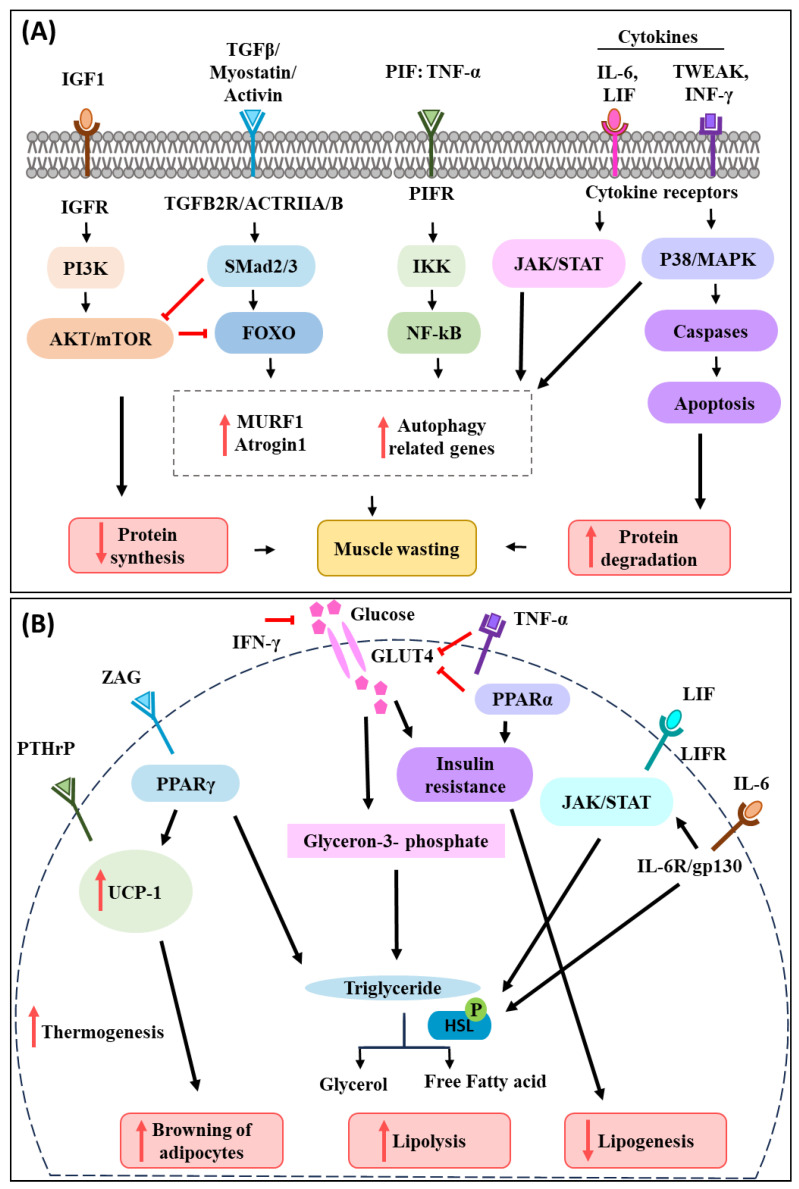 (A)
IGF1
TGFβ/
Myostatin/
Activin
PIF: TNF-α
Cytokines
IL-6,
LIF
TWEAK,
INF-γ
IGFR
TGFB2R/ACTRIIA/B
PIFR
Cytokine receptors
PI3K
SMad2/3
IKK
JAK/STAT
P38/MAPK
AKT/mTOR
FOXO
NF-kB
Caspases
Apoptosis
MURF1
Atrogin1
Autophagy
related genes
Protein
synthesis
Muscle wasting
Protein
degradation
(B)
IFN-γ
Glucose
GLUT4
TNF-α
ZAG
PPARα
LIF
PTHrP
LIFR
PPARγ
Insulin
resistance
JAK/STAT
IL-6
Glyceron-3- phosphate
IL-6R/gp130
UCP-1
Triglyceride
P
HSL
Thermogenesis
Glycerol
Free Fatty acid
Browning of
adipocytes
Lipolysis
Lipogenesis